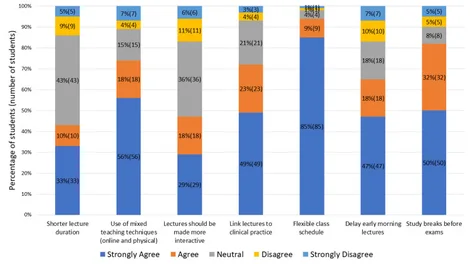 Percentage of students (number of students)
100%
90%
80%
70%
60%
50%
40%
30%
20%
10%
0%
5%(5)
9%(9)
43%(43)
10%(10)
33%(33)
7%(7)
4%(4)
15%(15)
18%(18)
56%(56)
6%(6)
11%(11)
36%(36)
18%(18)
29%(29)
3%(3)
4%(4)
21%(21)
23%(23)
49%(49)
1%(1)
4%(4)
9%(9)
85%(85)
7%(7)
10%(10)
18%(18)
18%(18)
47%(47)
5%(5)
5%(5)
8%(8)
32%(32)
50%(50)
Shorter lecture
duration
Use of mixed
teaching techniques
(online and physical)
Lectures should be
made more
interactive
Link lectures to
clinical practice
Flexible class
schedule
Delay early morning
lectures
Study breaks before
exams
Strongly Agree
Agree
Neutral
Disagree
Strongly Disagree